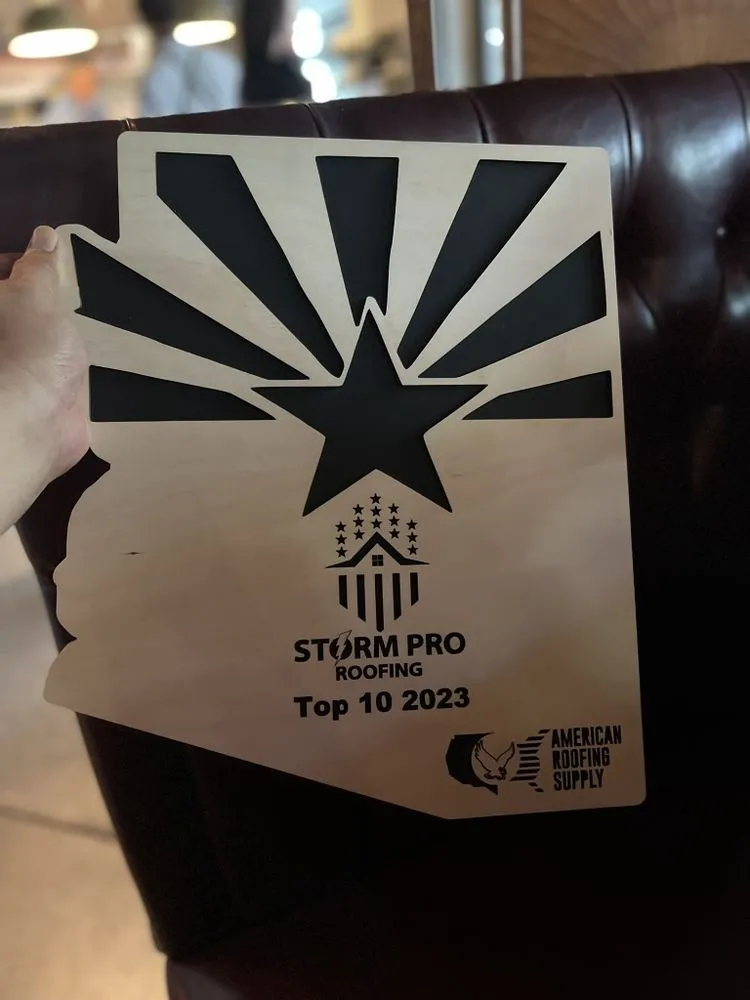 STORM PRO
ROOFING
Top 10 2023
AMERICAN
ROOFING
SUPPLY